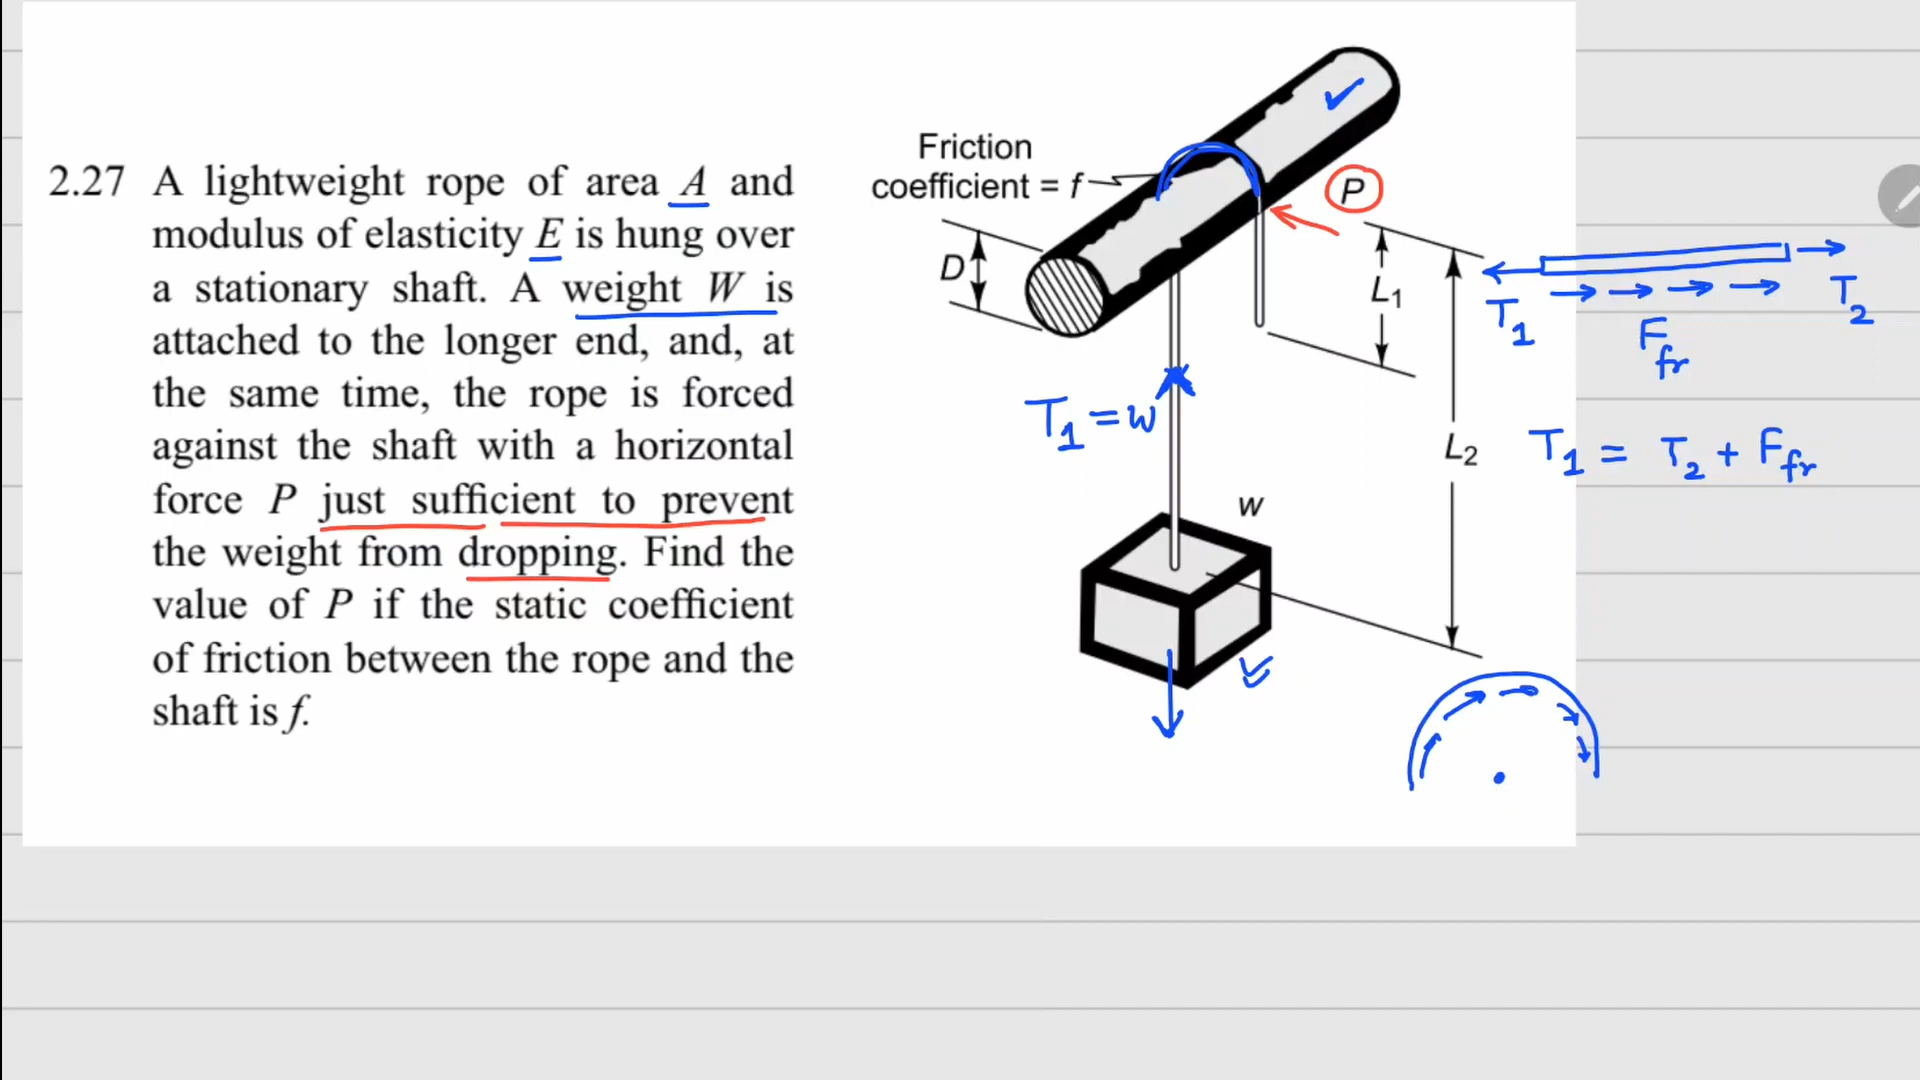 2.27 A lightweight rope of area A and
modulus of elasticity E is hung over
a stationary shaft. A weight W is
attached to the longer end, and, at
the same time, the rope is forced
against the shaft with a horizontal
force P just sufficient to prevent
the weight from dropping. Find the
value of P if the static coefficient
of friction between the rope and the
shaft is f.
Friction
coefficient = f
P
D
L1
L2
W
T1 = W
T1
Ffr
T2
T1 = T2 + Ffr